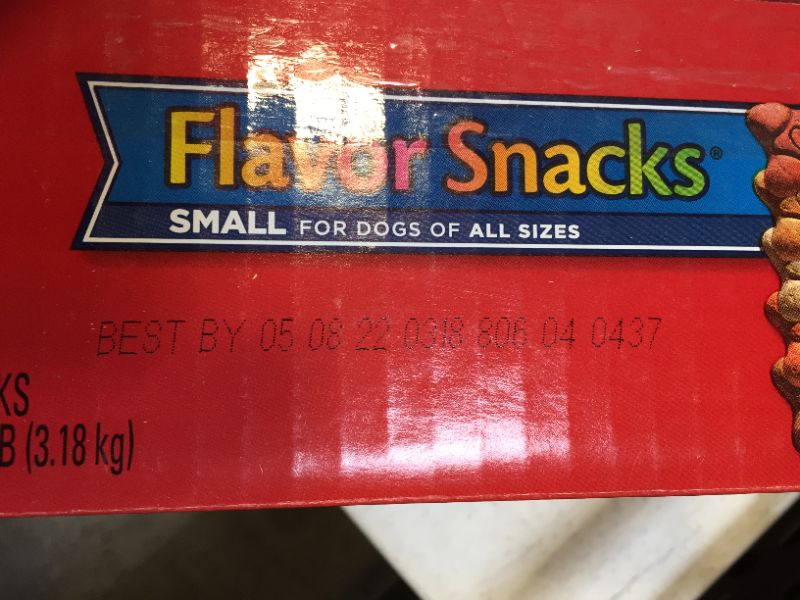 Flavor Snacks®
SMALL FOR DOGS OF ALL SIZES
BEST BY 05 08 22 0318 806 04 0437
KS
B (3.18 kg)